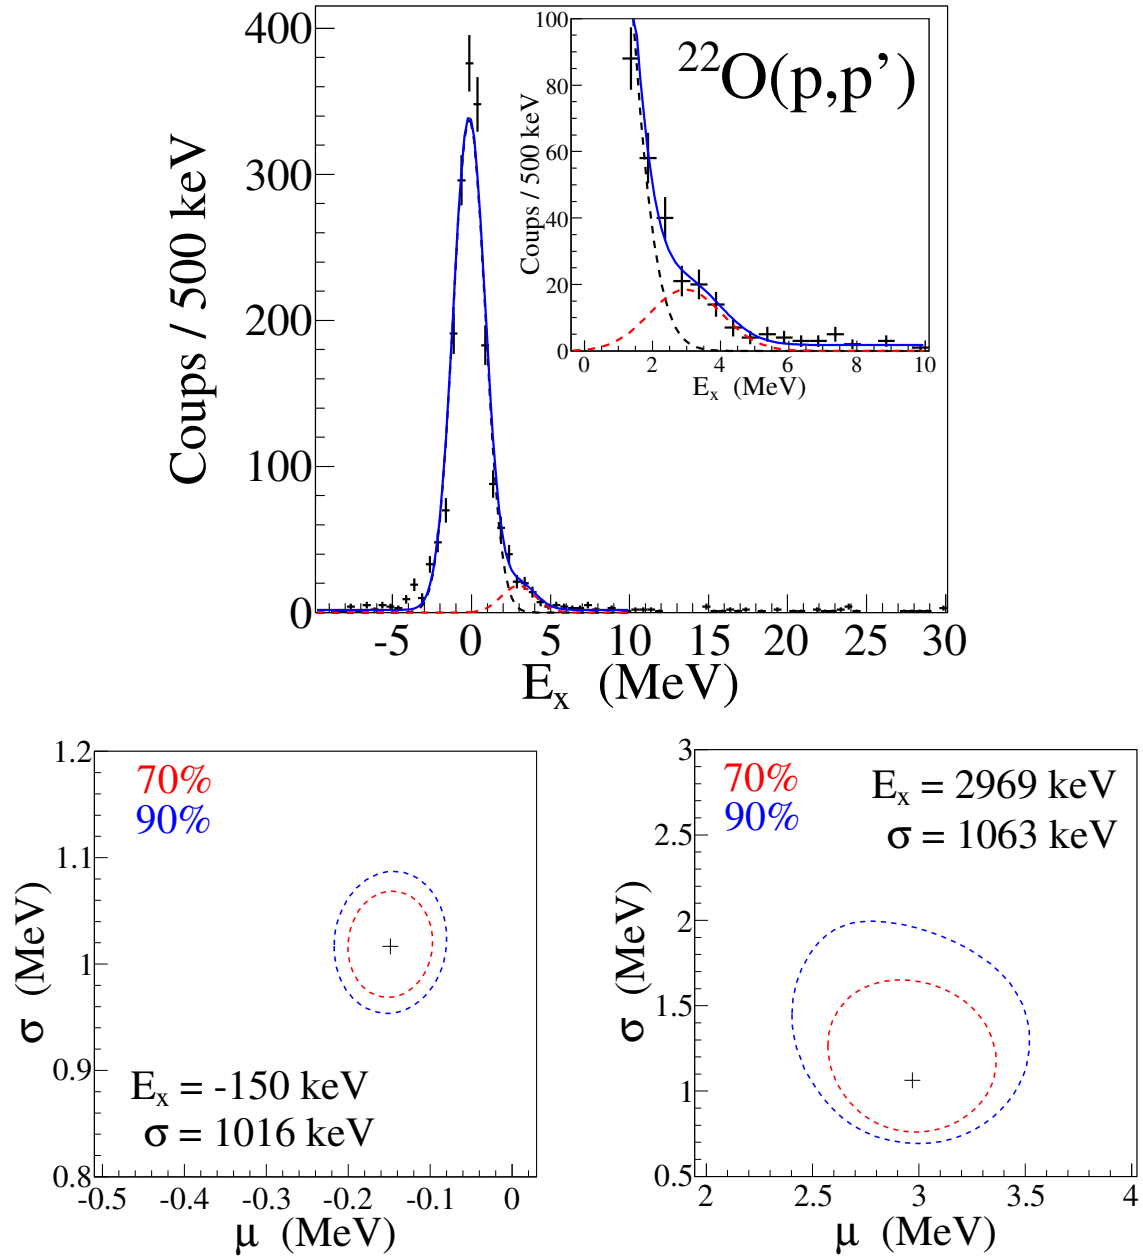 400
300
200
100
0
Coups / 500 keV
-5 0 5 10 15 20 25 30
Eₓ (MeV)
²²O(p,p’)
100
80
60
40
20
0
Coups / 500 keV
0 2 4 6 8 10
Eₓ (MeV)
70%
90%
1.2
1.1
1
0.9
0.8
σ (MeV)
Eₓ = -150 keV
σ = 1016 keV
-0.5 -0.4 -0.3 -0.2 -0.1 0
μ (MeV)
70%
90%
Eₓ = 2969 keV
σ = 1063 keV
3
2.5
2
1.5
1
0.5
σ (MeV)
2 2.5 3 3.5 4
μ (MeV)